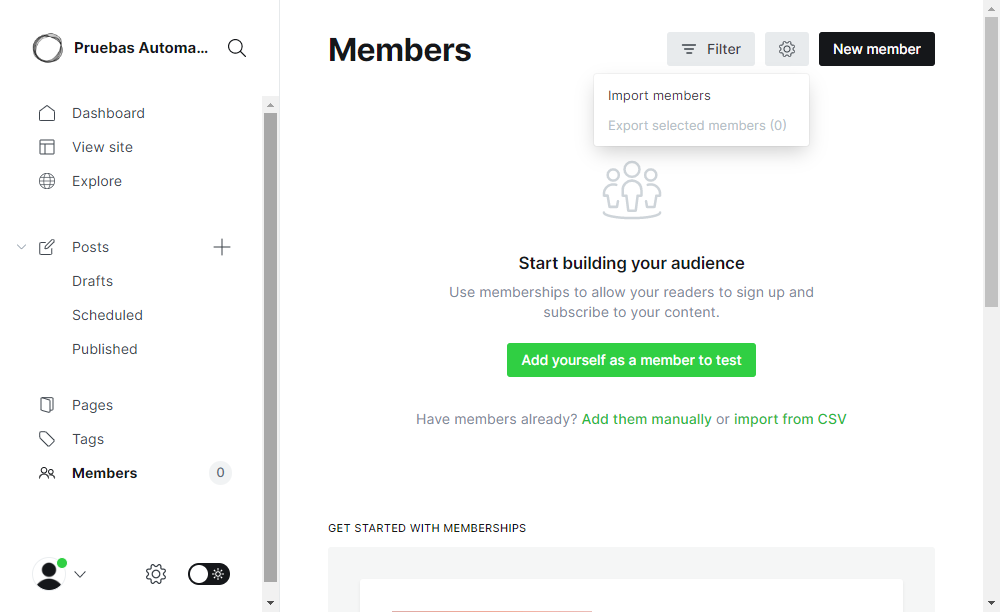 Pruebas Automa...
Dashboard
View site
Explore
Posts
Drafts
Scheduled
Published
Pages
Tags
Members 0
Members
Filter
New member
Import members
Export selected members (0)
Start building your audience
Use memberships to allow your readers to sign up and
subscribe to your content.
Add yourself as a member to test
Have members already? Add them manually or import from CSV
GET STARTED WITH MEMBERSHIPS